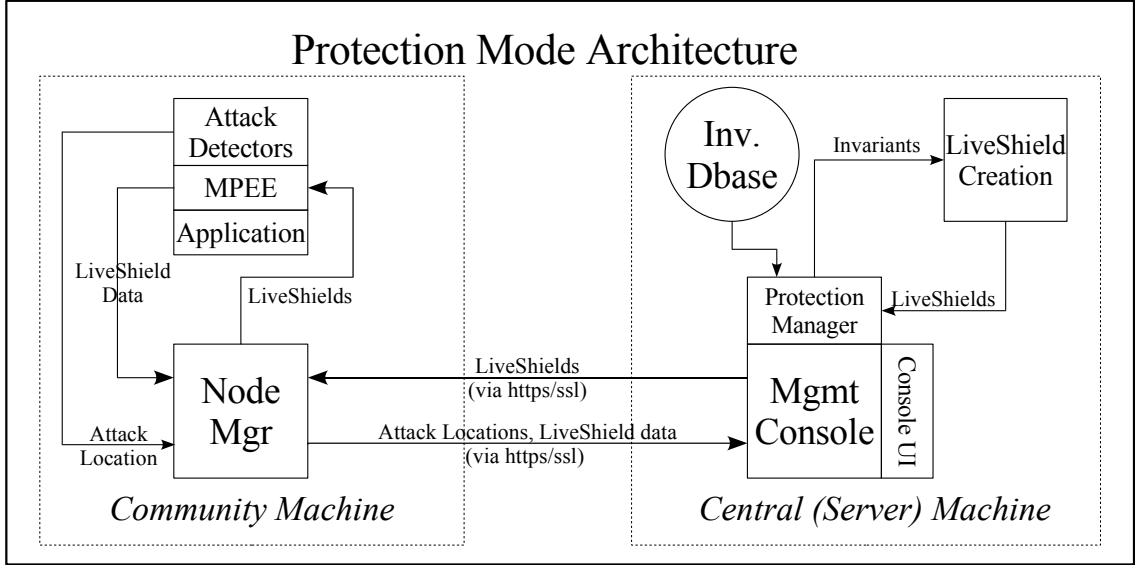 Protection Mode Architecture
Attack
Detectors
MPEE
Application
LiveShield
Data
LiveShields
Node
Mgr
Attack
Location
Community Machine
LiveShields
(via https/ssl)
Attack Locations, LiveShield data
(via https/ssl)
Inv.
Dbase
Invariants
LiveShield
Creation
Protection
Manager
LiveShields
Mgmt
Console
Console UI
Central (Server) Machine